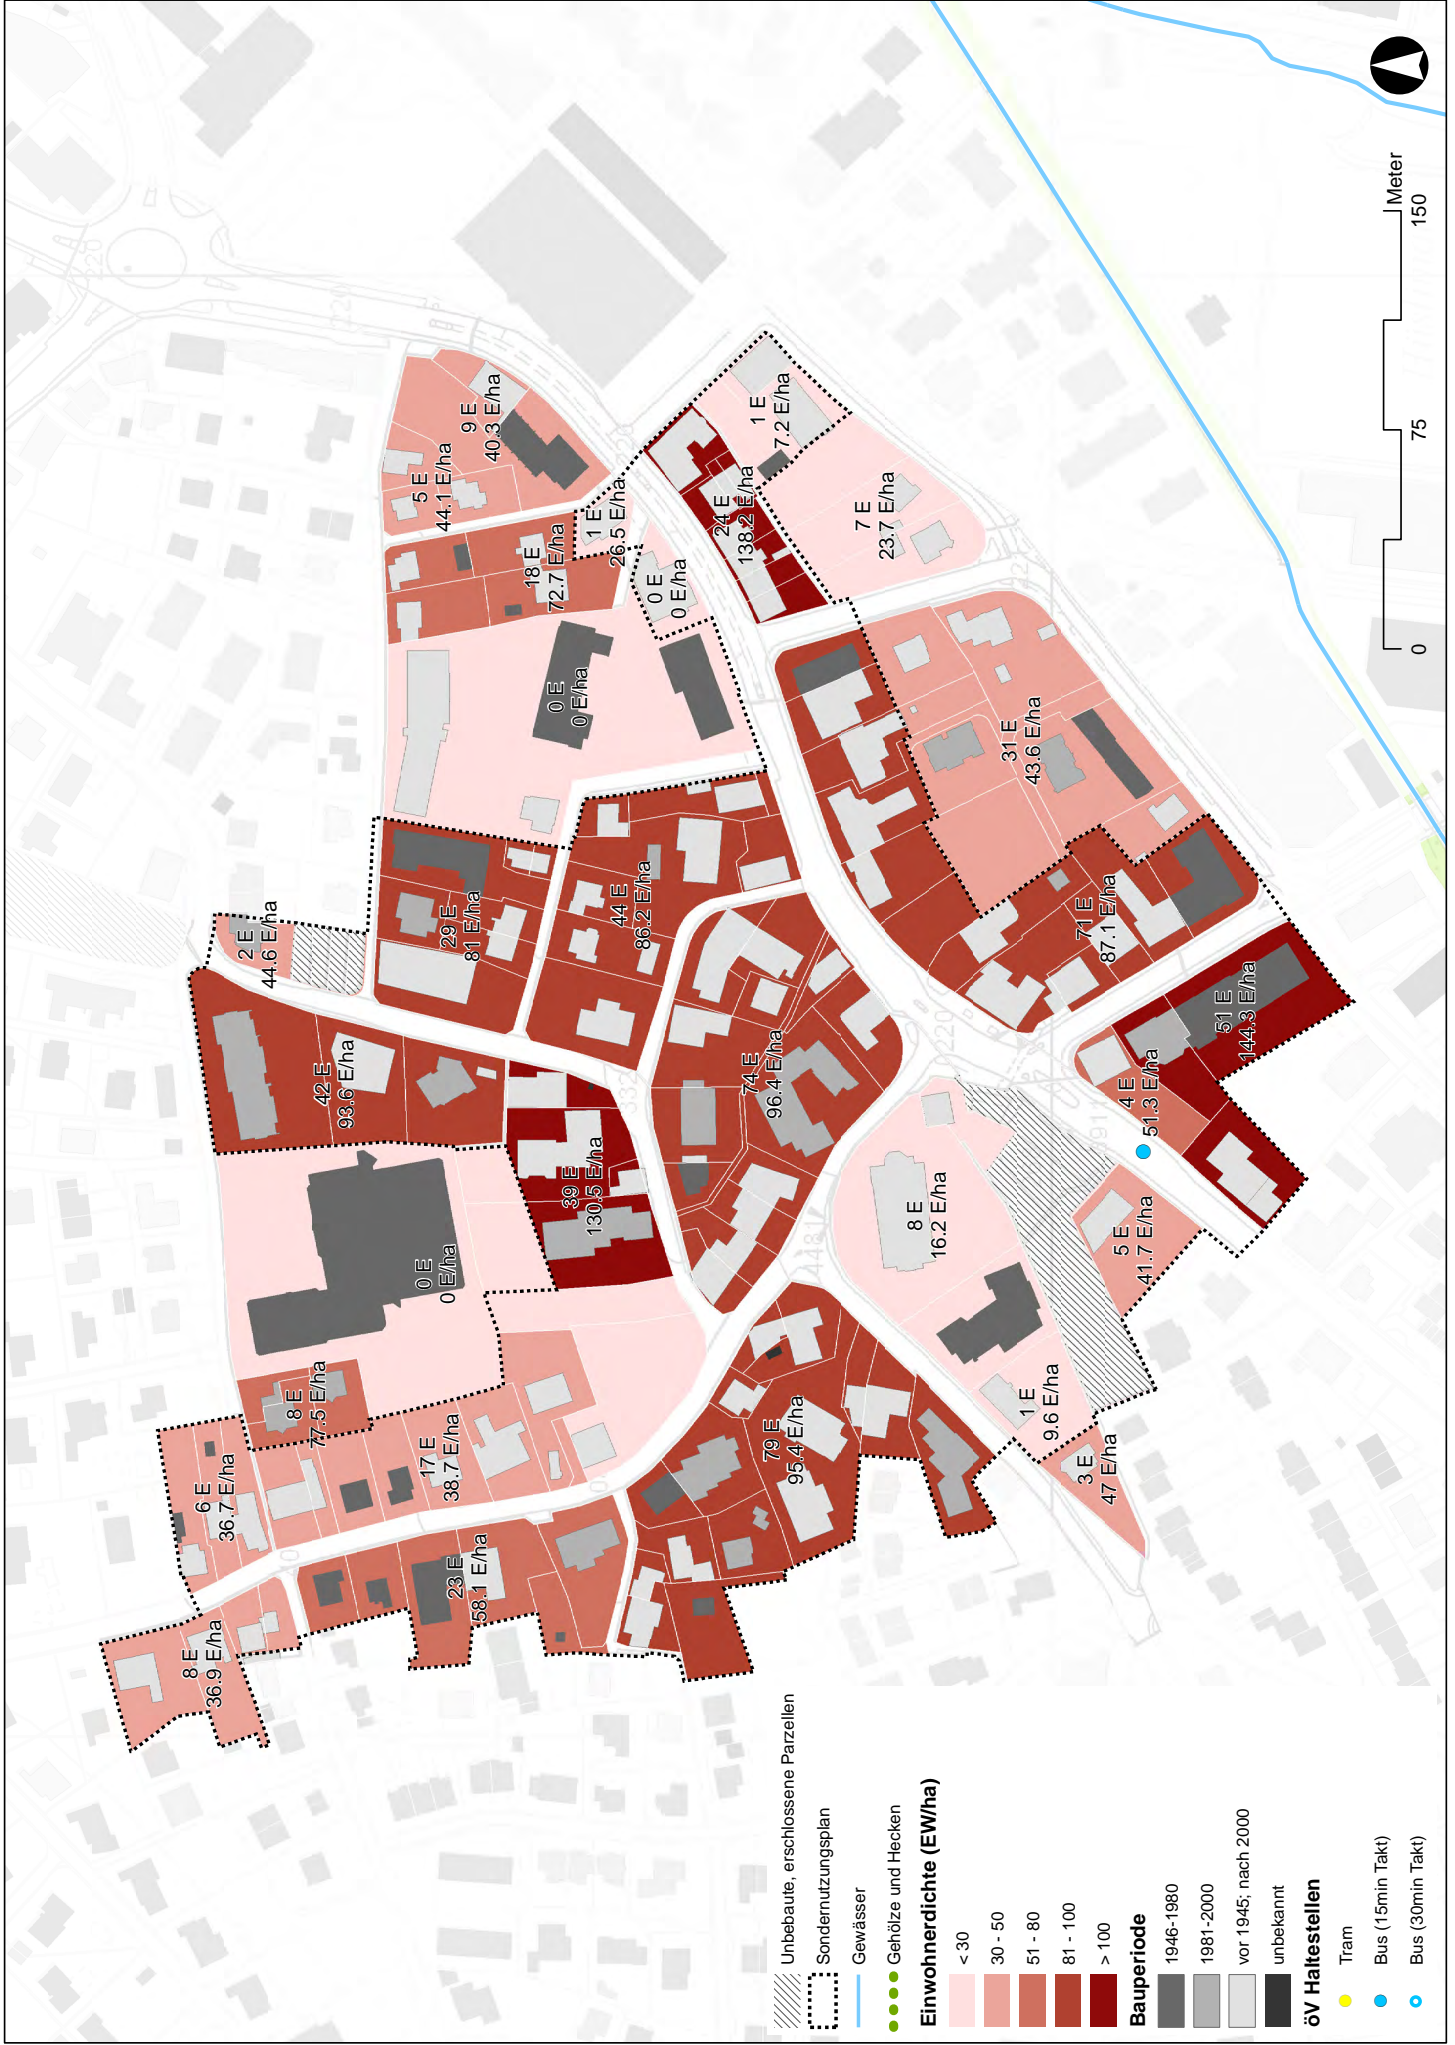 8 E
36.9 E/ha
6 E
36.7 E/ha
8 E
77.5 E/ha
17 E
38.7 E/ha
23 E
58.1 E/ha
0 E
0 E/ha
42 E
93.6 E/ha
2 E
44.6 E/ha
39 E
130.5 E/ha
29 E
81 E/ha
44 E
86.2 E/ha
74 E
96.4 E/ha
79 E
95.4 E/ha
0 E
0 E/ha
18 E
72.7 E/ha
5 E
44.1 E/ha
9 E
40.3 E/ha
1 E
26.5 E/ha
0 E
0 E/ha
24 E
138.2 E/ha
1 E
7.2 E/ha
7 E
23.7 E/ha
31 E
43.6 E/ha
71 E
87.1 E/ha
51 E
144.3 E/ha
4 E
51.3 E/ha
5 E
41.7 E/ha
8 E
16.2 E/ha
1 E
9.6 E/ha
3 E
47 E/ha
Unbebaute, erschlossene Parzellen
Sondernutzungsplan
Gewässer
Gehölze und Hecken
Einwohnerdichte (EW/ha)
< 30
30 - 50
51 - 80
81 - 100
> 100
Bauperiode
1946-1980
1981-2000
vor 1945; nach 2000
unbekannt
öV Haltestellen
Tram
Bus (15min Takt)
Bus (30min Takt)
0 75 150
Meter